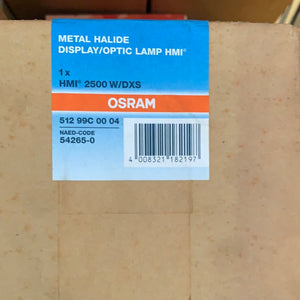 METAL HALIDE
DISPLAY/OPTIC LAMP HMI®
1 x
HMI® 2500 W/DXS
OSRAM
512 99C 00 04
NAED-CODE
54265-0
4 008321 182197